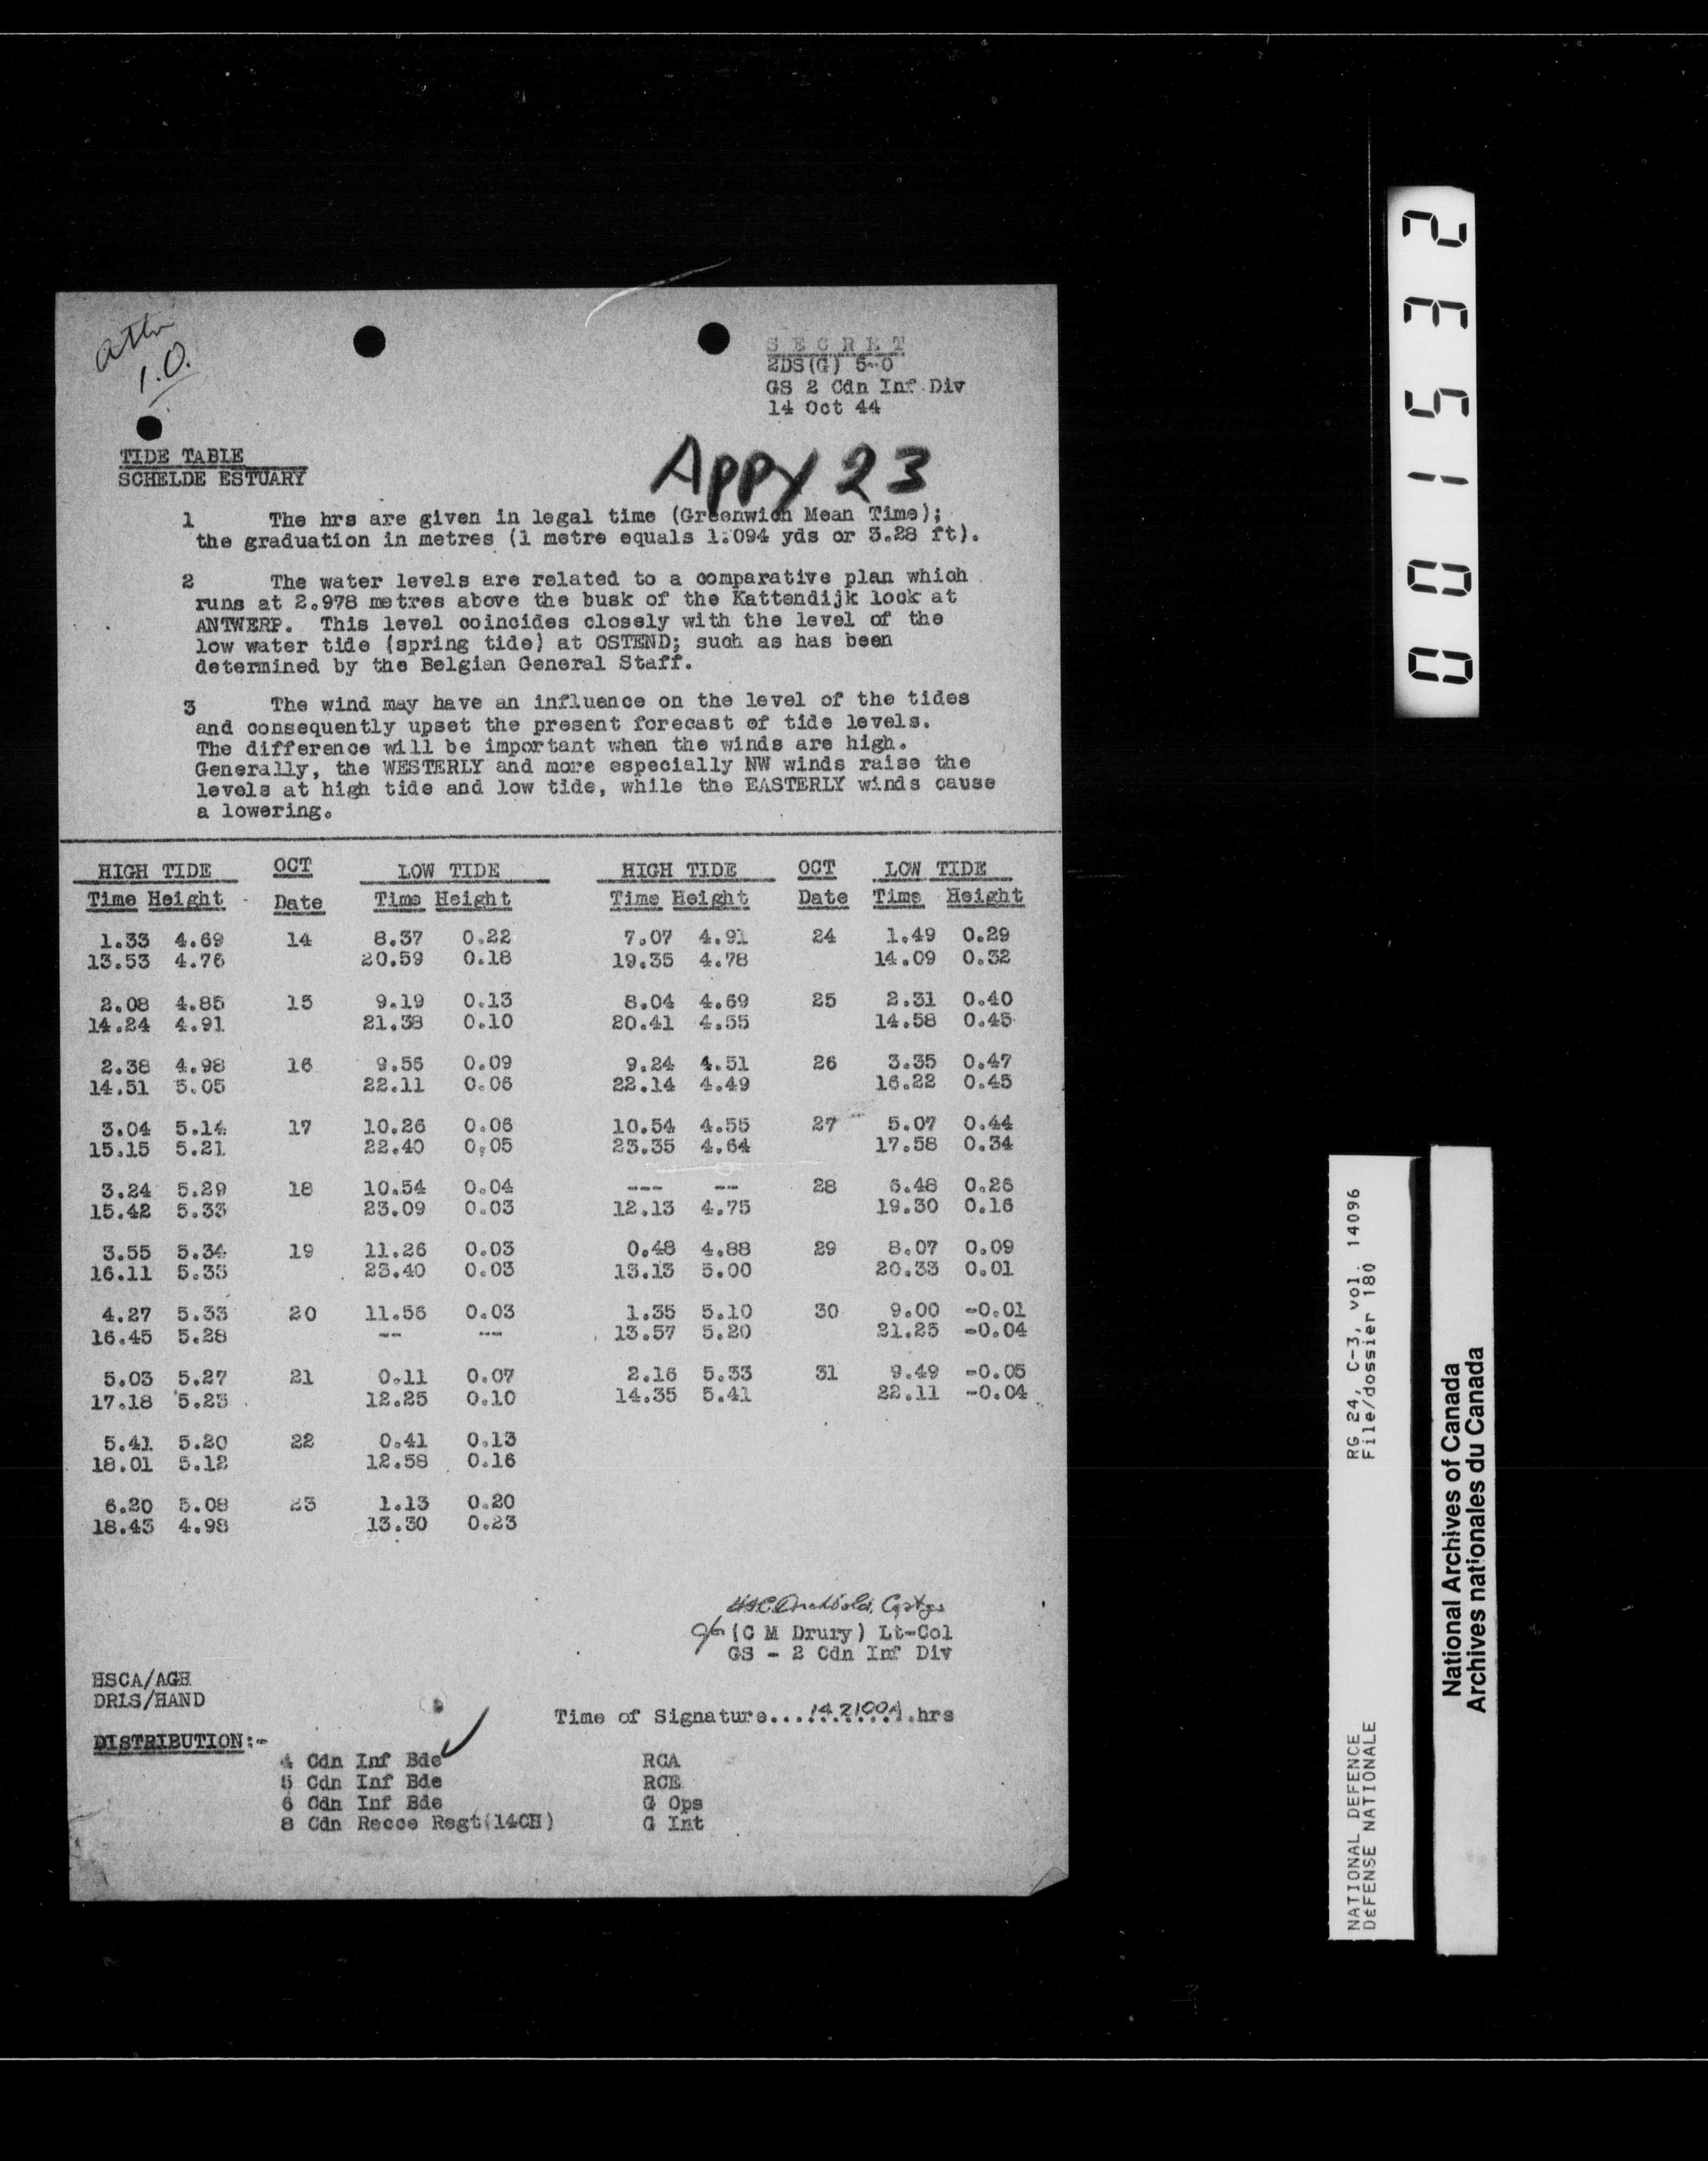 Attn
I.O.
S E C R E T
2DS(G) 5-0
GS 2 Cdn Inf Div
14 Oct 44
TIDE TABLE
SCHELDE ESTUARY
Appx 23
1 The hrs are given in legal time (Greenwich Mean Time);
the graduation in metres (1 metre equals 1.094 yds or 3.28 ft).
2 The water levels are related to a comparative plan which
runs at 2.978 metres above the busk of the Kattendijk lock at
ANTWERP. This level coincides closely with the level of the
low water tide (spring tide) at OSTEND; such as has been
determined by the Belgian General Staff.
3 The wind may have an influence on the level of the tides
and consequently upset the present forecast of tide levels.
The difference will be important when the winds are high.
Generally, the WESTERLY and more especially NW winds raise the
levels at high tide and low tide, while the EASTERLY winds cause
a lowering.
HIGH TIDE OCT LOW TIDE HIGH TIDE OCT LOW TIDE
Time Height Date Time Height Time Height Date Time Height
1.33 4.69 14 8.37 0.22 7.07 4.91 24 1.49 0.29
13.53 4.76 20.59 0.18 19.35 4.78 14.09 0.32
2.08 4.85 15 9.19 0.13 8.04 4.69 25 2.31 0.40
14.24 4.91 21.38 0.10 20.41 4.55 14.58 0.45
2.38 4.98 16 9.56 0.09 9.24 4.51 26 3.35 0.47
14.51 5.05 22.11 0.06 22.14 4.49 16.22 0.45
3.04 5.14 17 10.26 0.06 10.54 4.55 27 5.07 0.44
15.15 5.21 22.40 0.05 23.35 4.64 17.58 0.34
3.24 5.29 18 10.54 0.04 --- -- 28 6.48 0.26
15.42 5.33 23.09 0.03 12.13 4.75 19.30 0.16
3.55 5.34 19 11.26 0.03 0.48 4.88 29 8.07 0.09
16.11 5.33 23.40 0.03 13.13 5.00 20.33 0.01
4.27 5.33 20 11.56 0.03 1.35 5.10 30 9.00 -0.01
16.45 5.28 -- -- 13.57 5.20 21.25 -0.04
5.03 5.27 21 0.11 0.07 2.16 5.33 31 9.49 -0.05
17.18 5.23 12.25 0.10 14.35 5.41 22.11 -0.04
5.41 5.20 22 0.41 0.13
18.01 5.12 12.58 0.16
6.20 5.08 23 1.13 0.20
18.43 4.98 13.30 0.23
Capt
(C M Drury) Lt-Col
GS - 2 Cdn Inf Div
HSCA/AGH
DRLS/HAND
Time of Signature....142100A.hrs
DISTRIBUTION:-
4 Cdn Inf Bde RCA
5 Cdn Inf Bde RCE
6 Cdn Inf Bde G Ops
8 Cdn Recce Regt(14CH) G Int
001532
RG 24, C-3, vol. 14096
File/dossier 180
NATIONAL DEFENCE
DÉFENSE NATIONALE
National Archives of Canada
Archives nationales du Canada